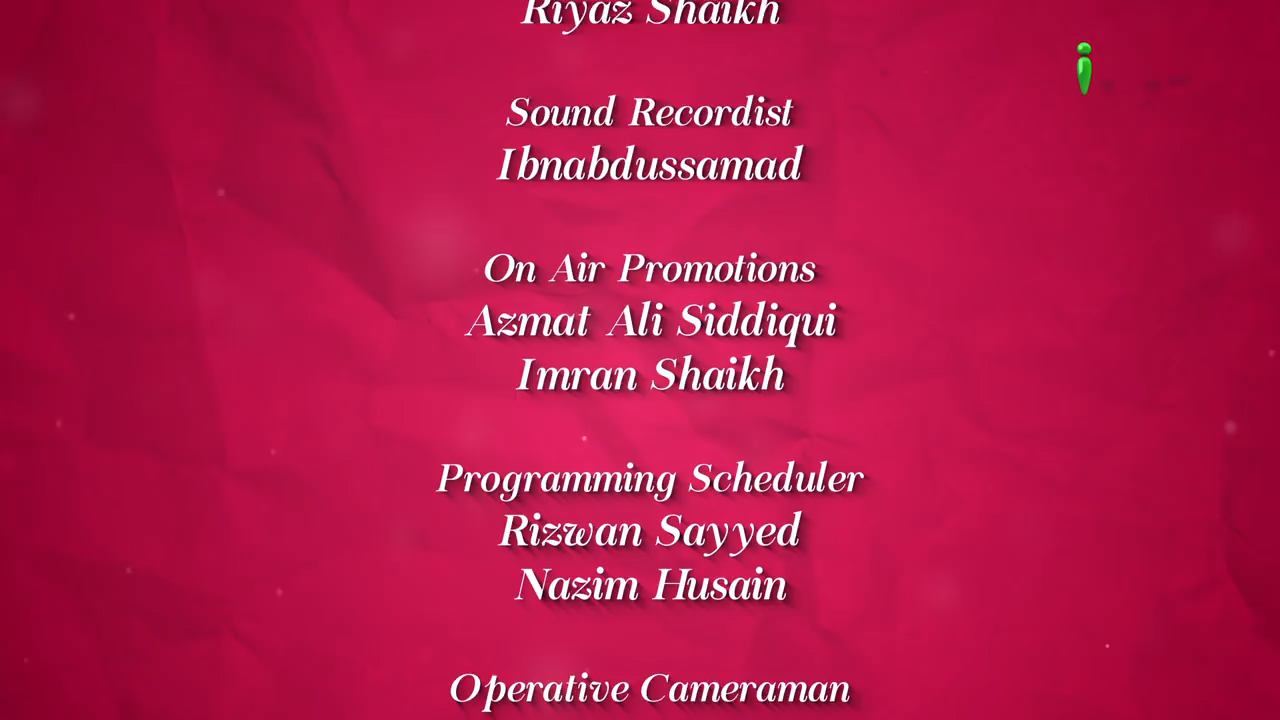 Riyaz Shaikh
Sound Recordist
Ibnabdussamad
On Air Promotions
Azmat Ali Siddiqui
Imran Shaikh
Programming Scheduler
Rizwan Sayyed
Nazim Husain
Operative Cameraman